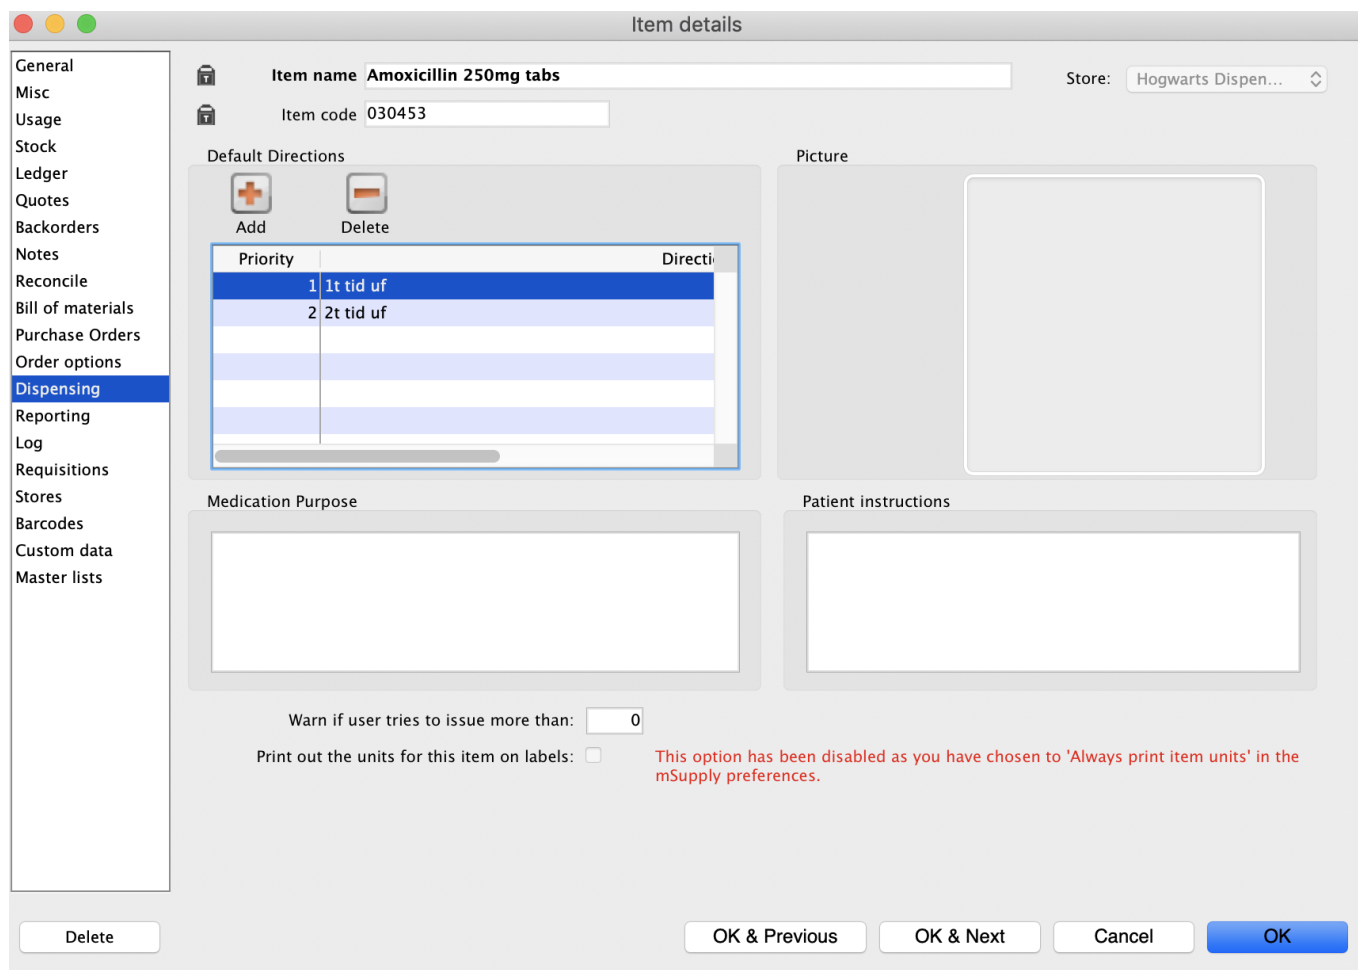 Item details
General
Misc
Usage
Stock
Ledger
Quotes
Backorders
Notes
Reconcile
Bill of materials
Purchase Orders
Order options
Dispensing
Reporting
Log
Requisitions
Stores
Barcodes
Custom data
Master lists
Item name Amoxicillin 250mg tabs
Store: Hogwarts Dispen...
Item code 030453
Default Directions
Add Delete
Priority
1 1t tid uf
2 2t tid uf
Picture
Medication Purpose
Patient instructions
Warn if user tries to issue more than: 0
Print out the units for this item on labels:
This option has been disabled as you have chosen to 'Always print item units' in the
mSupply preferences.
Delete OK & Previous OK & Next Cancel OK